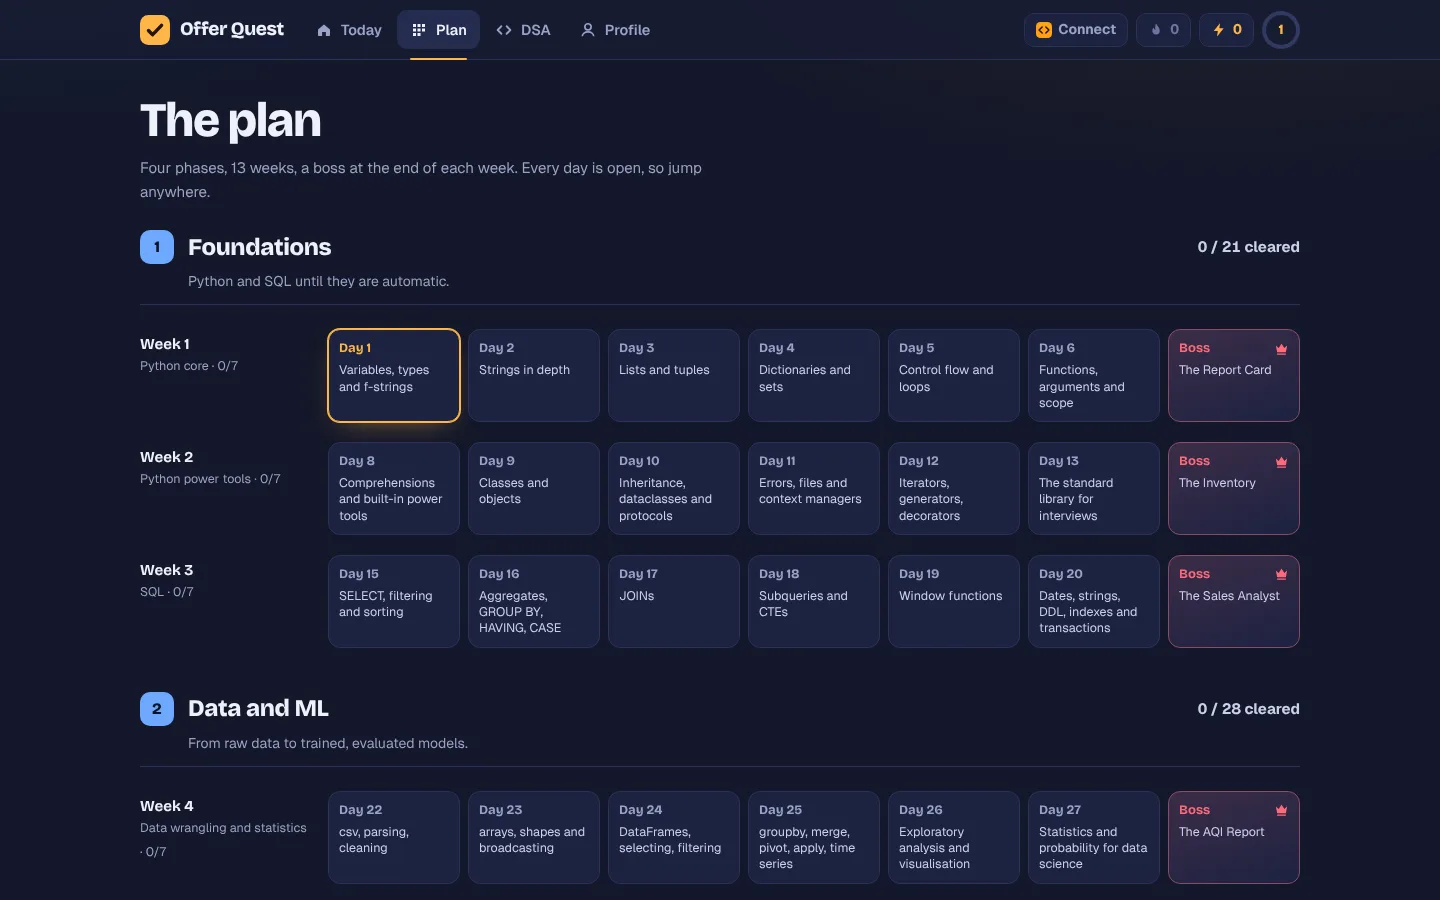 Offer Quest
Today
Plan
DSA
Profile
Connect
0
0
1
The plan
Four phases, 13 weeks, a boss at the end of each week. Every day is open, so jump
anywhere.
1
Foundations
0 / 21 cleared
Python and SQL until they are automatic.
Week 1
Python core · 0/7
Day 1
Variables, types
and f-strings
Day 2
Strings in depth
Day 3
Lists and tuples
Day 4
Dictionaries and
sets
Day 5
Control flow and
loops
Day 6
Functions,
arguments and
scope
Boss
The Report Card
Week 2
Python power tools · 0/7
Day 8
Comprehensions
and built-in power
tools
Day 9
Classes and
objects
Day 10
Inheritance,
dataclasses and
protocols
Day 11
Errors, files and
context managers
Day 12
Iterators,
generators,
decorators
Day 13
The standard
library for
interviews
Boss
The Inventory
Week 3
SQL · 0/7
Day 15
SELECT, filtering
and sorting
Day 16
Aggregates,
GROUP BY,
HAVING, CASE
Day 17
JOINs
Day 18
Subqueries and
CTEs
Day 19
Window functions
Day 20
Dates, strings,
DDL, indexes and
transactions
Boss
The Sales Analyst
2
Data and ML
0 / 28 cleared
From raw data to trained, evaluated models.
Week 4
Data wrangling and statistics
· 0/7
Day 22
csv, parsing,
cleaning
Day 23
arrays, shapes and
broadcasting
Day 24
DataFrames,
selecting, filtering
Day 25
groupby, merge,
pivot, apply, time
series
Day 26
Exploratory
analysis and
visualisation
Day 27
Statistics and
probability for data
science
Boss
The AQI Report